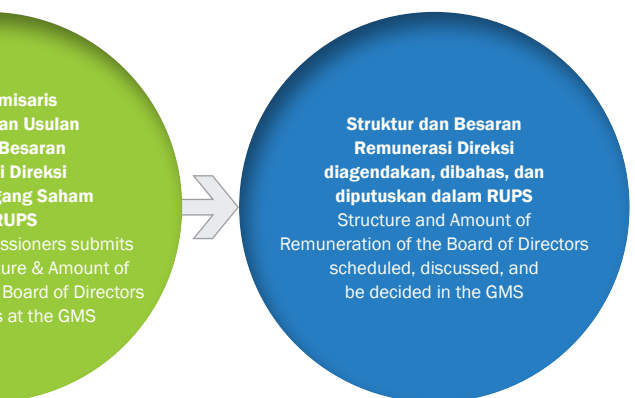 misaris
an Usulan
Besaran
i Direksi
gang Saham
RUPS
ssioners submits
ure & Amount of
Board of Directors
s at the GMS
Struktur dan Besaran
Remunerasi Direksi
diagendakan, dibahas, dan
diputuskan dalam RUPS
Structure and Amount of
Remuneration of the Board of Directors
scheduled, discussed, and
be decided in the GMS